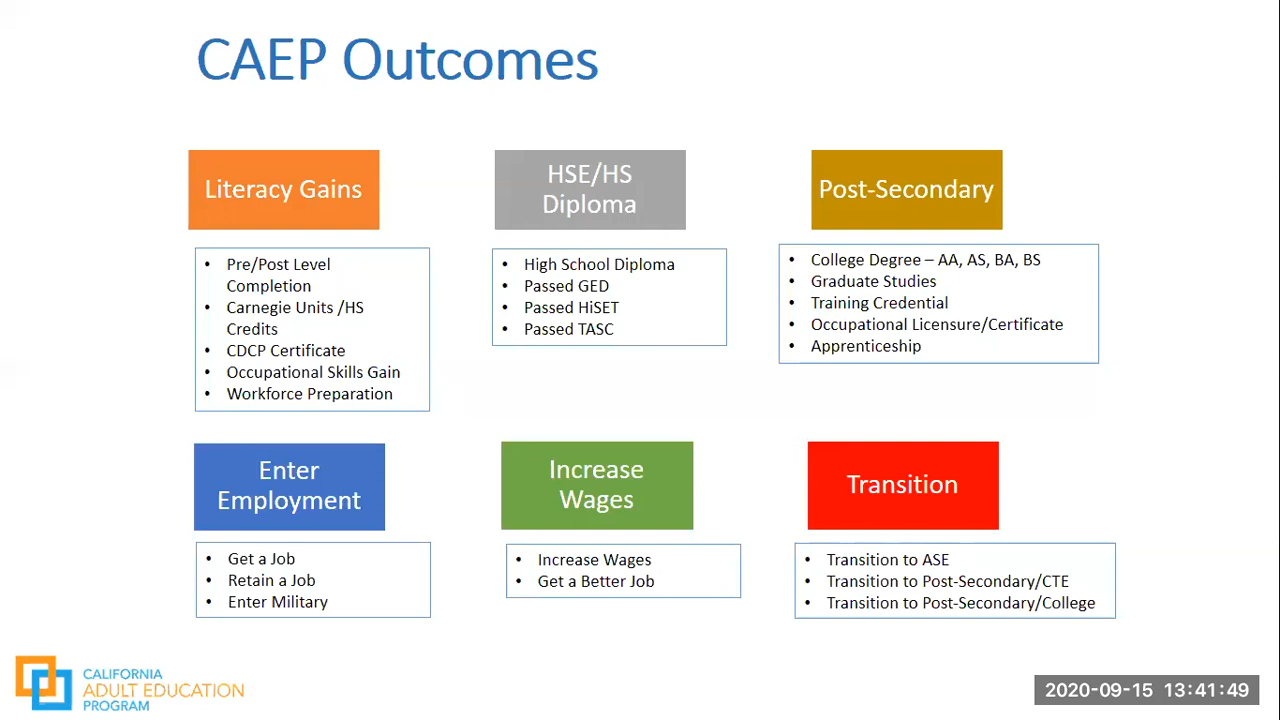 CAEP Outcomes
Literacy Gains
• Pre/Post Level
Completion
• Carnegie Units /HS
Credits
• CDCP Certificate
• Occupational Skills Gain
• Workforce Preparation
HSE/HS
Diploma
• High School Diploma
• Passed GED
• Passed HiSET
• Passed TASC
Post-Secondary
• College Degree – AA, AS, BA, BS
• Graduate Studies
• Training Credential
• Occupational Licensure/Certificate
• Apprenticeship
Enter
Employment
• Get a Job
• Retain a Job
• Enter Military
Increase
Wages
• Increase Wages
• Get a Better Job
Transition
• Transition to ASE
• Transition to Post-Secondary/CTE
• Transition to Post-Secondary/College
CALIFORNIA
ADULT EDUCATION
PROGRAM
2020-09-15 13:41:49